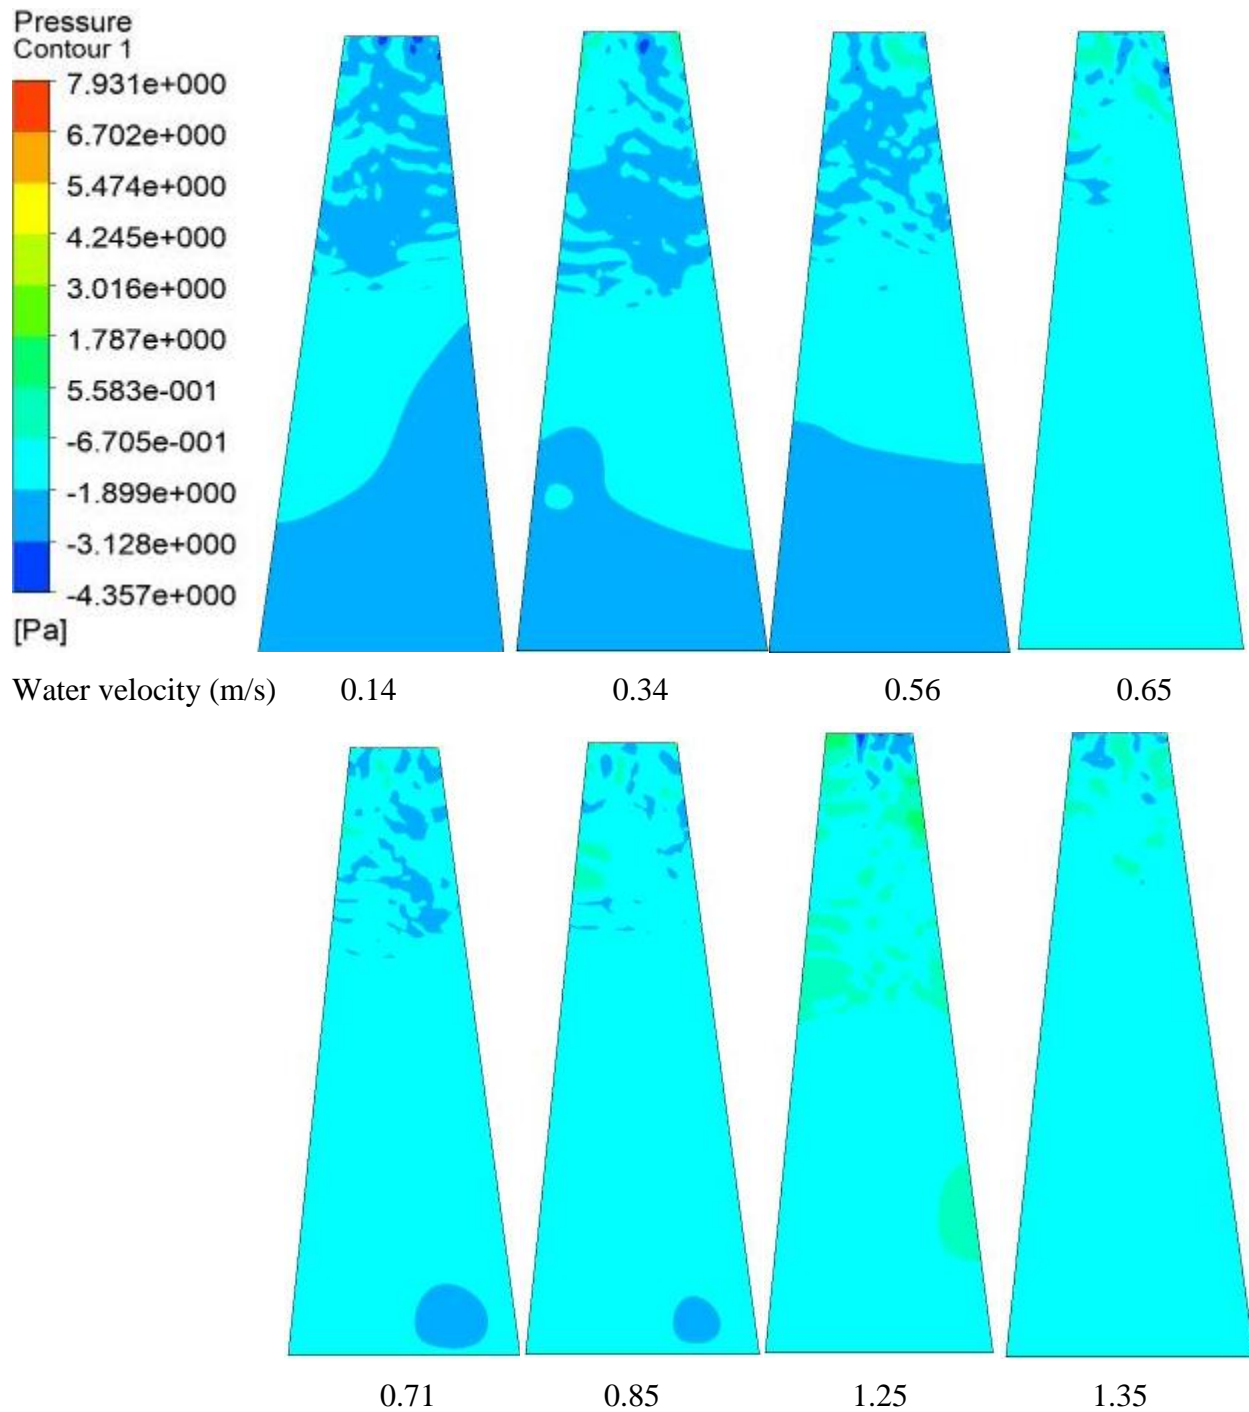 Pressure
Contour 1
7.931e+000
6.702e+000
5.474e+000
4.245e+000
3.016e+000
1.787e+000
5.583e-001
-6.705e-001
-1.899e+000
-3.128e+000
-4.357e+000
[Pa]
Water velocity (m/s) 0.14 0.34 0.56 0.65
0.71 0.85 1.25 1.35